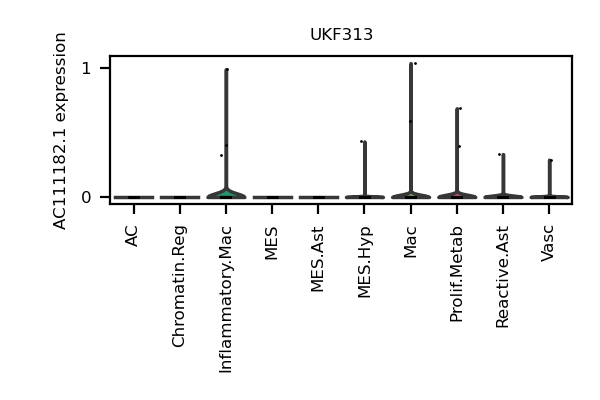 UKF313
AC111182.1 expression
1
0
AC
Chromatin.Reg
Inflammatory.Mac
MES
MES.Ast
MES.Hyp
Mac
Prolif.Metab
Reactive.Ast
Vasc